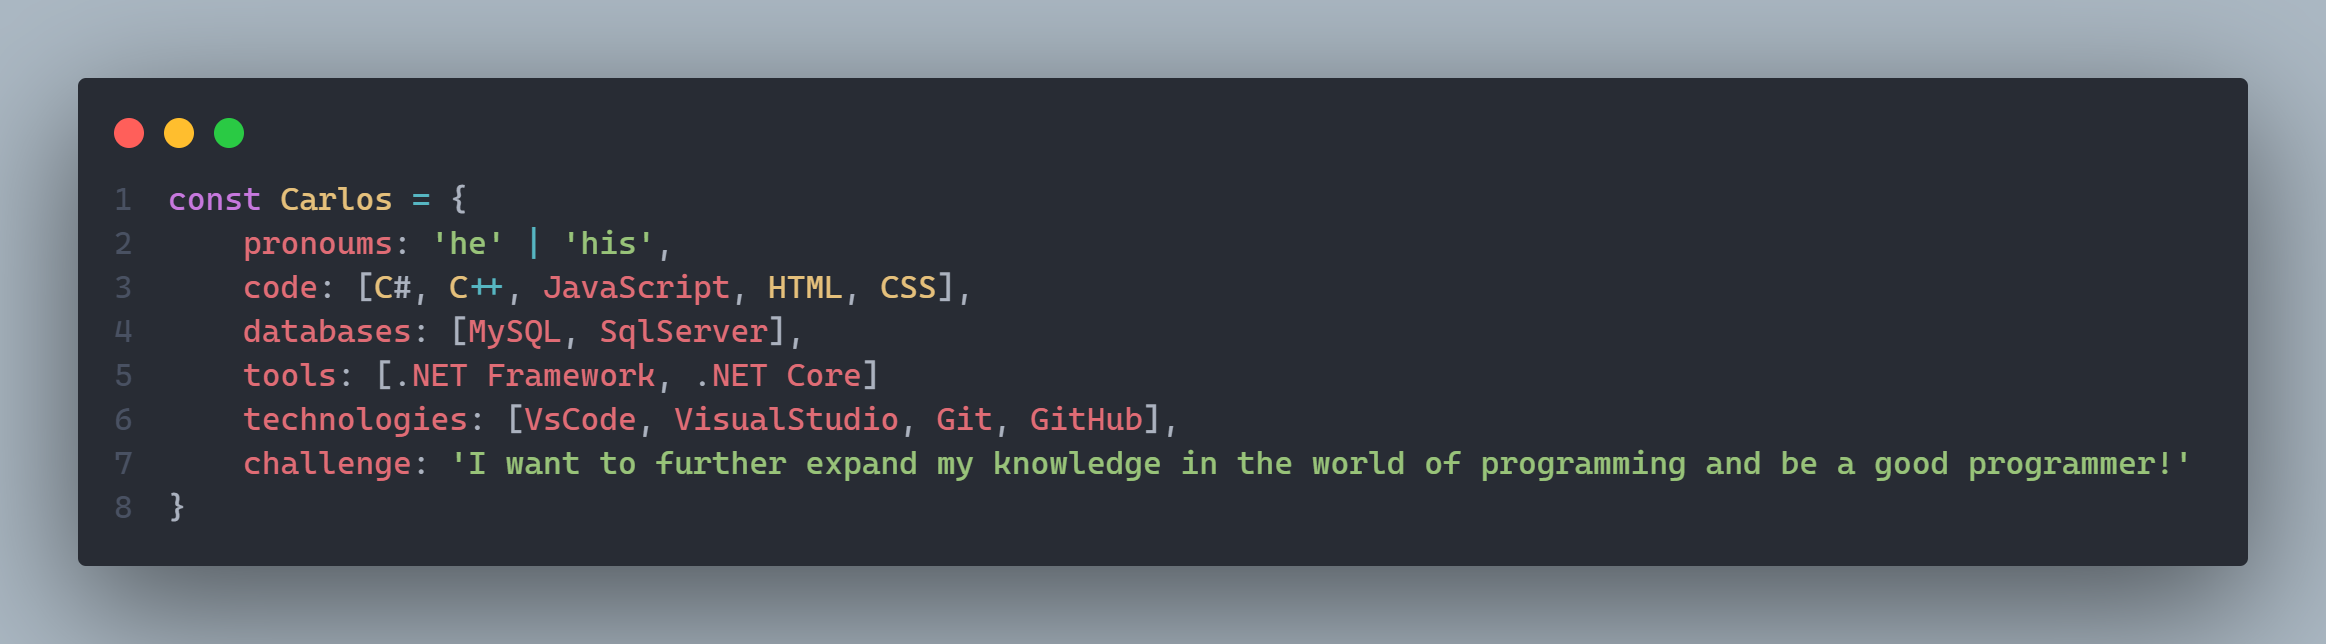 1 const Carlos = {
2 pronoums: 'he' | 'his',
3 code: [C#, C++, JavaScript, HTML, CSS],
4 databases: [MySQL, SqlServer],
5 tools: [.NET Framework, .NET Core]
6 technologies: [VsCode, VisualStudio, Git, GitHub],
7 challenge: 'I want to further expand my knowledge in the world of programming and be a good programmer!'
8 }